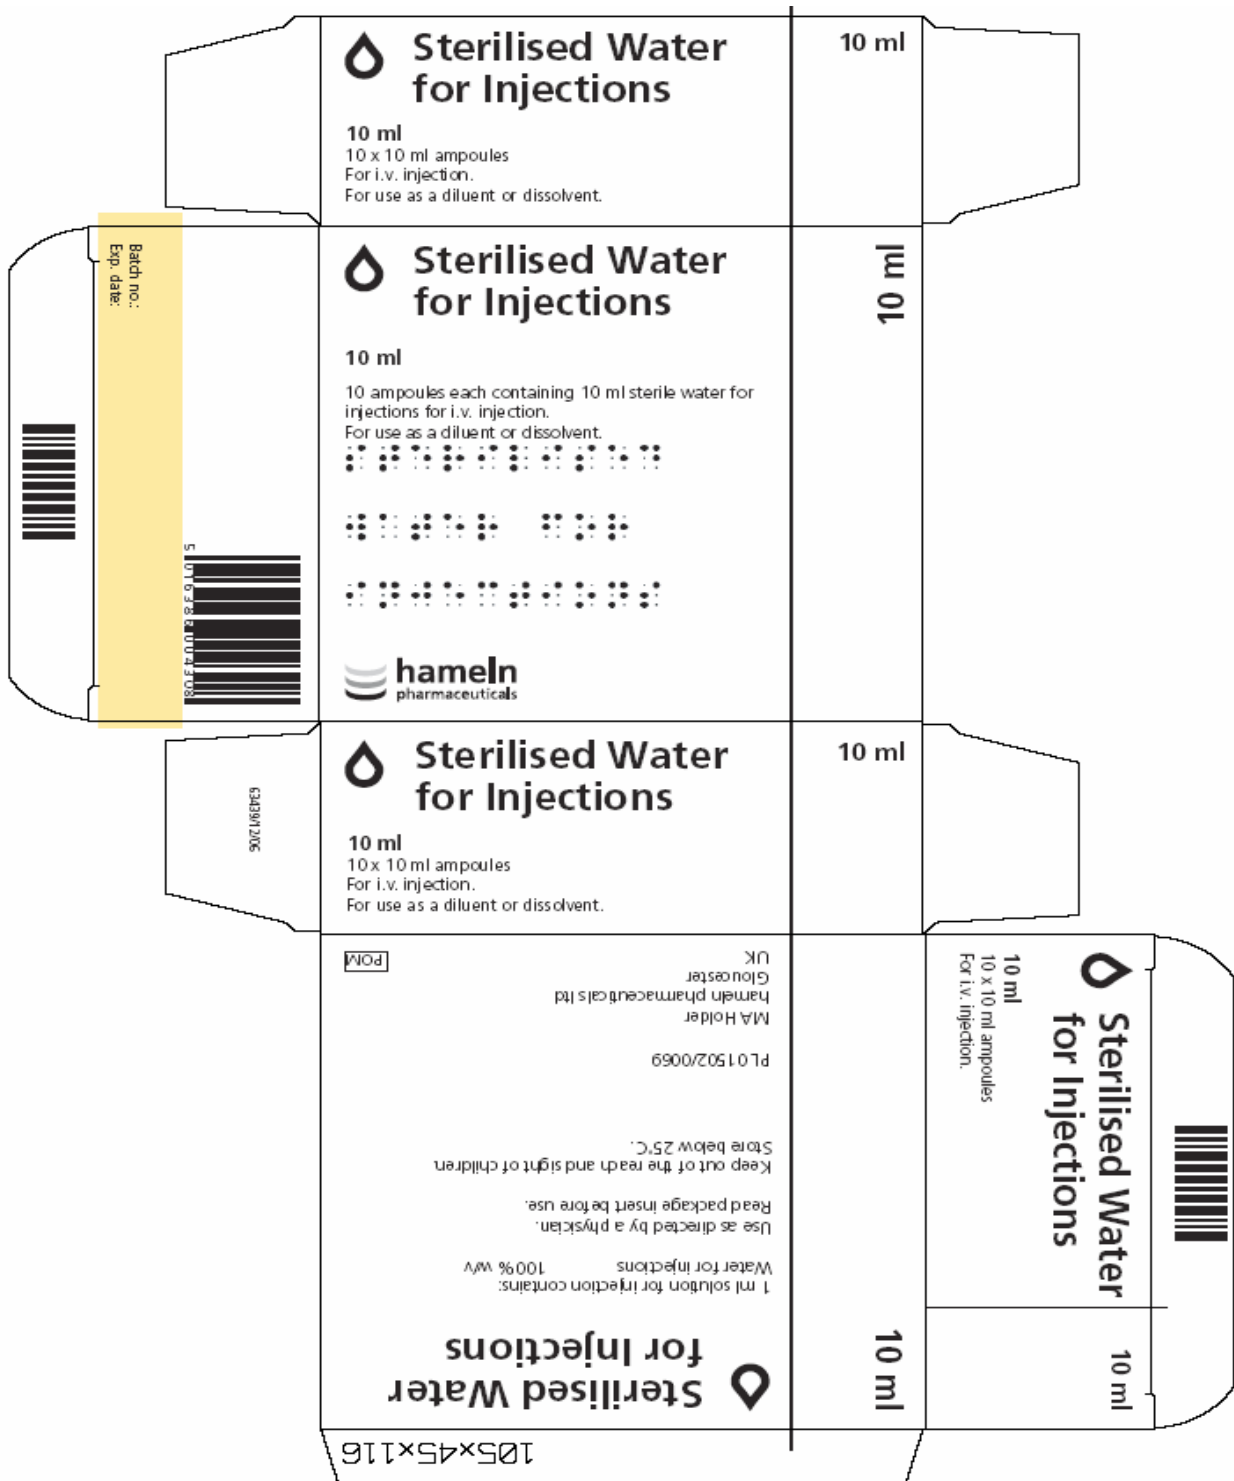 Sterilised Water
for Injections
10 ml
10 x 10 ml ampoules
For i.v. injection.
For use as a diluent or dissolvent.
10 ml
Batch no.:
Exp. date:
5 016382 004308
Sterilised Water
for Injections
10 ml
10 ampoules each containing 10 ml sterile water for
injections for i.v. injection.
For use as a diluent or dissolvent.
⠎⠞⠑⠗⠊⠇⠊⠎⠑⠙
⠺⠁⠞⠑⠗ ⠋⠕⠗
⠊⠝⠚⠑⠉⠞⠊⠕⠝⠎
hameln
pharmaceuticals
10 ml
63439/12/06
Sterilised Water
for Injections
10 ml
10 x 10 ml ampoules
For i.v. injection.
For use as a diluent or dissolvent.
10 ml
Sterilised Water
for Injections
1 ml solution for injection contains:
Water for injections 100% w/v
Use as directed by a physician.
Read package insert before use.
Keep out of the reach and sight of children.
Store below 25°C.
PL01502/0069
MA Holder
hameln pharmaceuticals ltd
Gloucester
UK
POM
10 ml
Sterilised Water
for Injections
10 ml
10 x 10 ml ampoules
For i.v. injection.
10 ml
105x45x116